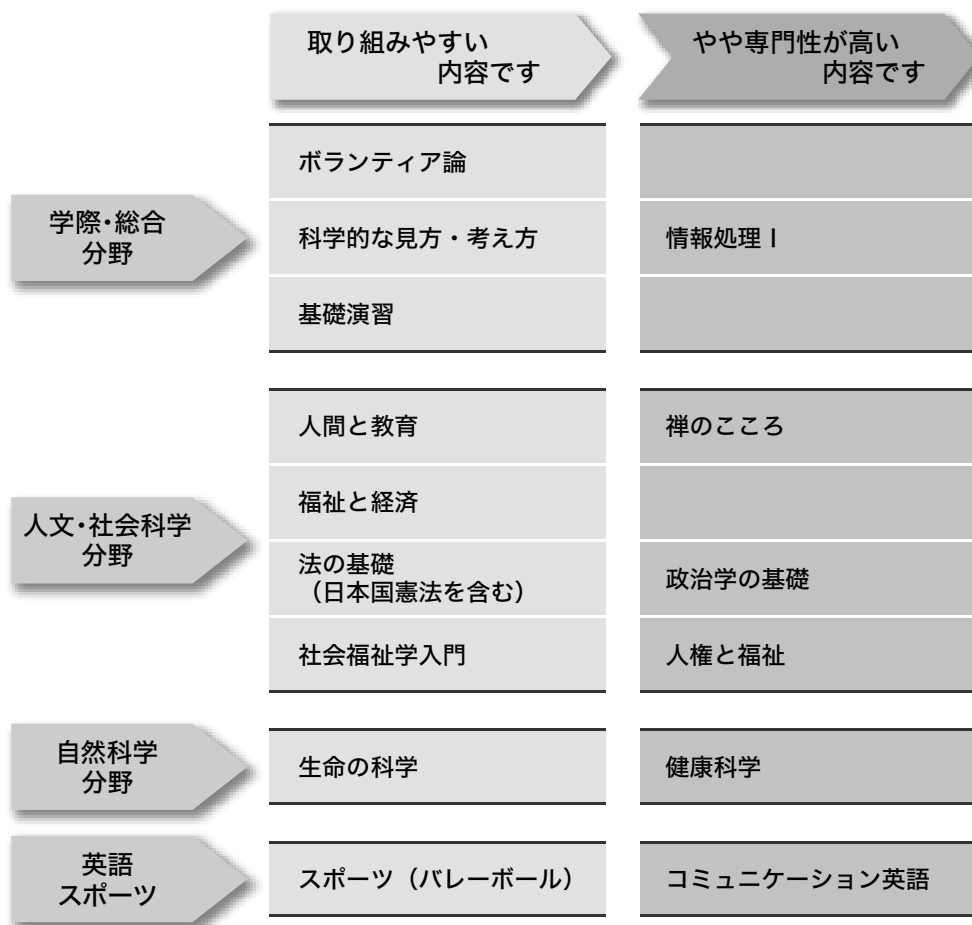 取り組みやすい
内容です
やや専門性が高い
内容です
学際・総合
分野
ボランティア論
科学的な見方・考え方
情報処理Ⅰ
基礎演習
人文・社会科学
分野
人間と教育
禅のこころ
福祉と経済
法の基礎
（日本国憲法を含む）
政治学の基礎
社会福祉学入門
人権と福祉
自然科学
分野
生命の科学
健康科学
英語
スポーツ
スポーツ（バレーボール）
コミュニケーション英語